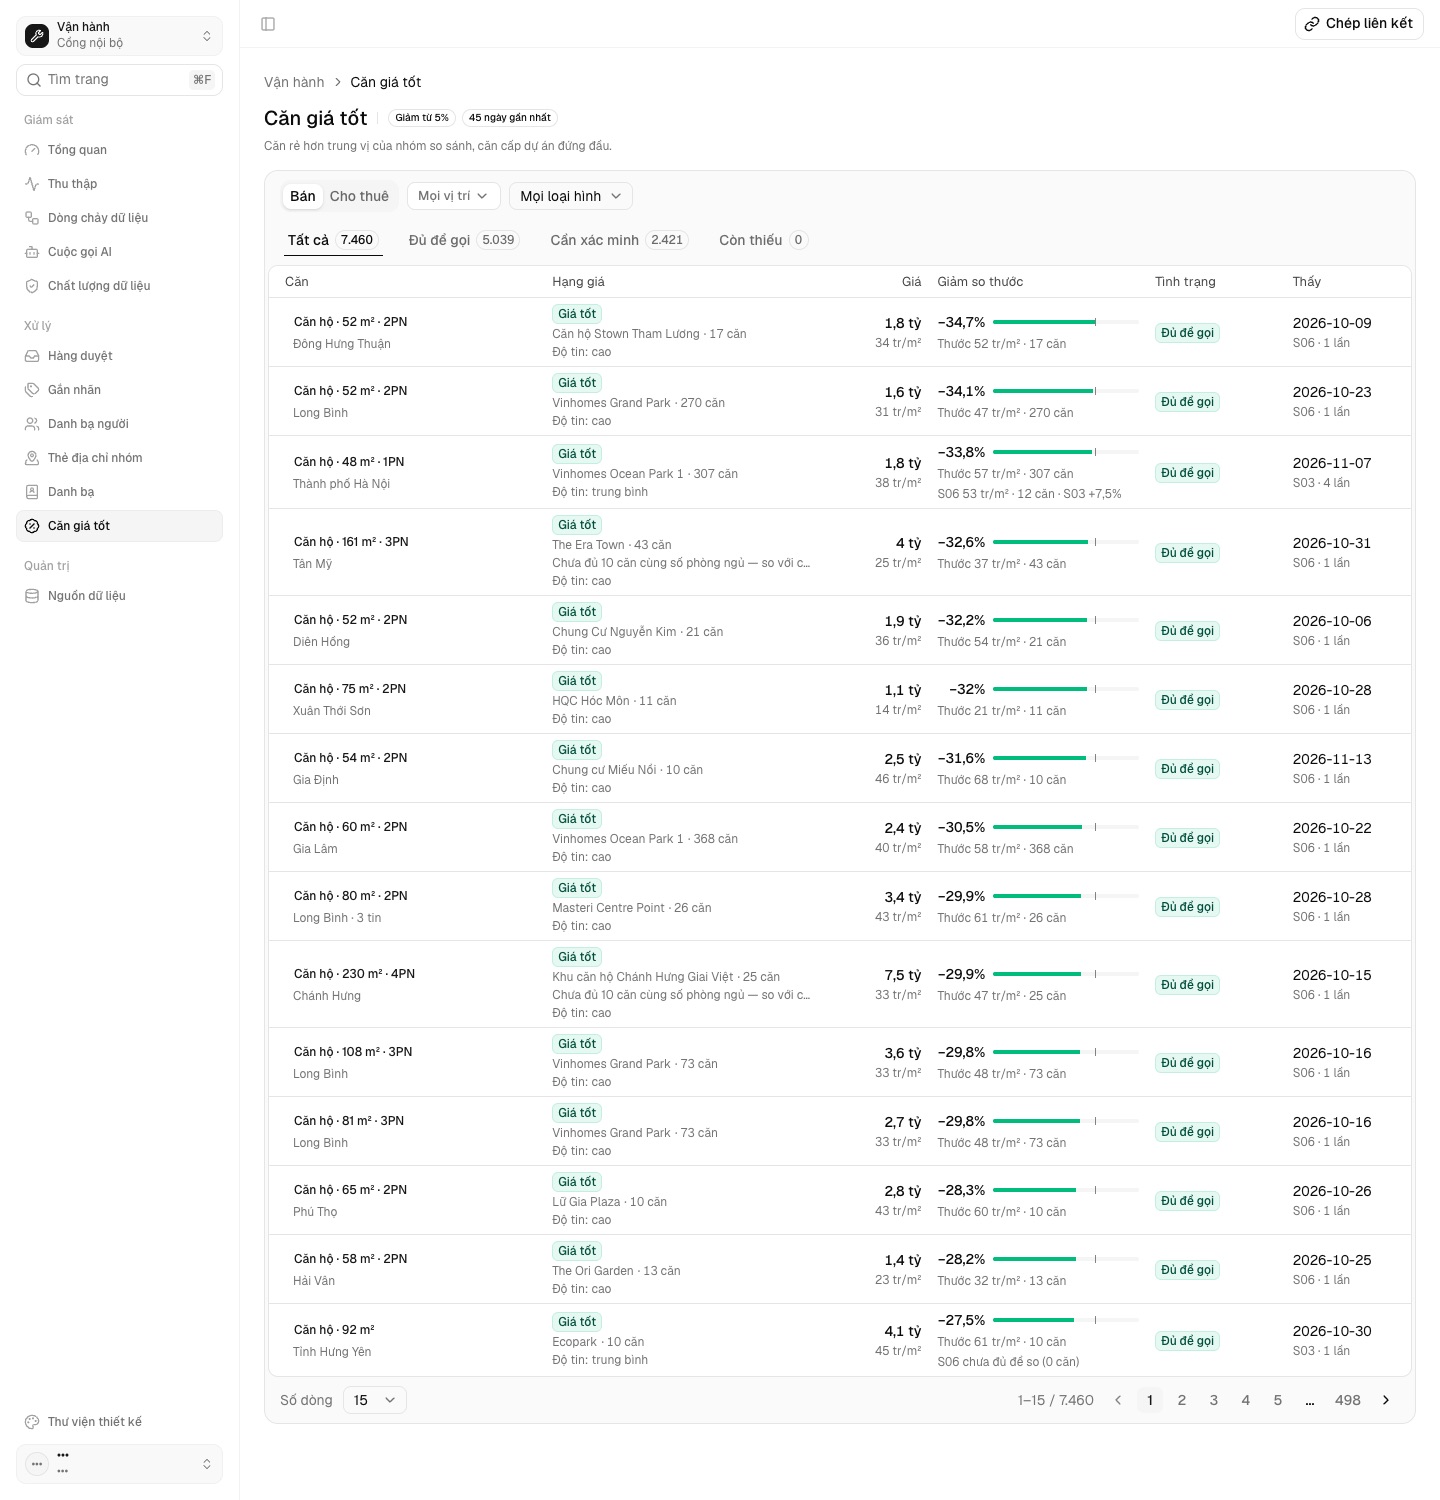 Vận hành
Cổng nội bộ
Tìm trang ⌘F
Giám sát
Tổng quan
Thu thập
Dòng chảy dữ liệu
Cuộc gọi AI
Chất lượng dữ liệu
Xử lý
Hàng duyệt
Gắn nhãn
Danh bạ người
Thẻ địa chỉ nhóm
Danh bạ
Căn giá tốt
Quản trị
Nguồn dữ liệu
Thư viện thiết kế
•••
•••
•••
Chép liên kết
Vận hành > Căn giá tốt
Căn giá tốt Giảm từ 5% 45 ngày gần nhất
Căn rẻ hơn trung vị của nhóm so sánh, căn cấp dự án đứng đầu.
Bán Cho thuê Mọi vị trí Mọi loại hình
Tất cả 7.460 Đủ để gọi 5.039 Cần xác minh 2.421 Còn thiếu 0
Căn Hạng giá Giá Giảm so thước Tình trạng Thấy
Căn hộ · 52 m² · 2PN
Đông Hưng Thuận
Giá tốt
Căn hộ Stown Tham Lương · 17 căn
Độ tin: cao
1,8 tỷ
34 tr/m²
−34,7%
Thước 52 tr/m² · 17 căn
Đủ để gọi
2026-10-09
S06 · 1 lần
Căn hộ · 52 m² · 2PN
Long Bình
Giá tốt
Vinhomes Grand Park · 270 căn
Độ tin: cao
1,6 tỷ
31 tr/m²
−34,1%
Thước 47 tr/m² · 270 căn
Đủ để gọi
2026-10-23
S06 · 1 lần
Căn hộ · 48 m² · 1PN
Thành phố Hà Nội
Giá tốt
Vinhomes Ocean Park 1 · 307 căn
Độ tin: trung bình
1,8 tỷ
38 tr/m²
−33,8%
Thước 57 tr/m² · 307 căn
S06 53 tr/m² · 12 căn · S03 +7,5%
Đủ để gọi
2026-11-07
S03 · 4 lần
Căn hộ · 161 m² · 3PN
Tân Mỹ
Giá tốt
The Era Town · 43 căn
Chưa đủ 10 căn cùng số phòng ngủ — so với c...
Độ tin: cao
4 tỷ
25 tr/m²
−32,6%
Thước 37 tr/m² · 43 căn
Đủ để gọi
2026-10-31
S06 · 1 lần
Căn hộ · 52 m² · 2PN
Diên Hồng
Giá tốt
Chung Cư Nguyễn Kim · 21 căn
Độ tin: cao
1,9 tỷ
36 tr/m²
−32,2%
Thước 54 tr/m² · 21 căn
Đủ để gọi
2026-10-06
S06 · 1 lần
Căn hộ · 75 m² · 2PN
Xuân Thới Sơn
Giá tốt
HQC Hóc Môn · 11 căn
Độ tin: cao
1,1 tỷ
14 tr/m²
−32%
Thước 21 tr/m² · 11 căn
Đủ để gọi
2026-10-28
S06 · 1 lần
Căn hộ · 54 m² · 2PN
Gia Định
Giá tốt
Chung cư Miếu Nổi · 10 căn
Độ tin: cao
2,5 tỷ
46 tr/m²
−31,6%
Thước 68 tr/m² · 10 căn
Đủ để gọi
2026-11-13
S06 · 1 lần
Căn hộ · 60 m² · 2PN
Gia Lâm
Giá tốt
Vinhomes Ocean Park 1 · 368 căn
Độ tin: cao
2,4 tỷ
40 tr/m²
−30,5%
Thước 58 tr/m² · 368 căn
Đủ để gọi
2026-10-22
S06 · 1 lần
Căn hộ · 80 m² · 2PN
Long Bình · 3 tin
Giá tốt
Masteri Centre Point · 26 căn
Độ tin: cao
3,4 tỷ
43 tr/m²
−29,9%
Thước 61 tr/m² · 26 căn
Đủ để gọi
2026-10-28
S06 · 1 lần
Căn hộ · 230 m² · 4PN
Chánh Hưng
Giá tốt
Khu căn hộ Chánh Hưng Giai Việt · 25 căn
Chưa đủ 10 căn cùng số phòng ngủ — so với c...
Độ tin: cao
7,5 tỷ
33 tr/m²
−29,9%
Thước 47 tr/m² · 25 căn
Đủ để gọi
2026-10-15
S06 · 1 lần
Căn hộ · 108 m² · 3PN
Long Bình
Giá tốt
Vinhomes Grand Park · 73 căn
Độ tin: cao
3,6 tỷ
33 tr/m²
−29,8%
Thước 48 tr/m² · 73 căn
Đủ để gọi
2026-10-16
S06 · 1 lần
Căn hộ · 81 m² · 3PN
Long Bình
Giá tốt
Vinhomes Grand Park · 73 căn
Độ tin: cao
2,7 tỷ
33 tr/m²
−29,8%
Thước 48 tr/m² · 73 căn
Đủ để gọi
2026-10-16
S06 · 1 lần
Căn hộ · 65 m² · 2PN
Phú Thọ
Giá tốt
Lữ Gia Plaza · 10 căn
Độ tin: cao
2,8 tỷ
43 tr/m²
−28,3%
Thước 60 tr/m² · 10 căn
Đủ để gọi
2026-10-26
S06 · 1 lần
Căn hộ · 58 m² · 2PN
Hải Vân
Giá tốt
The Ori Garden · 13 căn
Độ tin: cao
1,4 tỷ
23 tr/m²
−28,2%
Thước 32 tr/m² · 13 căn
Đủ để gọi
2026-10-25
S06 · 1 lần
Căn hộ · 92 m²
Tỉnh Hưng Yên
Giá tốt
Ecopark · 10 căn
Độ tin: trung bình
4,1 tỷ
45 tr/m²
−27,5%
Thước 61 tr/m² · 10 căn
S06 chưa đủ để so (0 căn)
Đủ để gọi
2026-10-30
S03 · 1 lần
Số dòng 15 1–15 / 7.460 1 2 3 4 5 ... 498